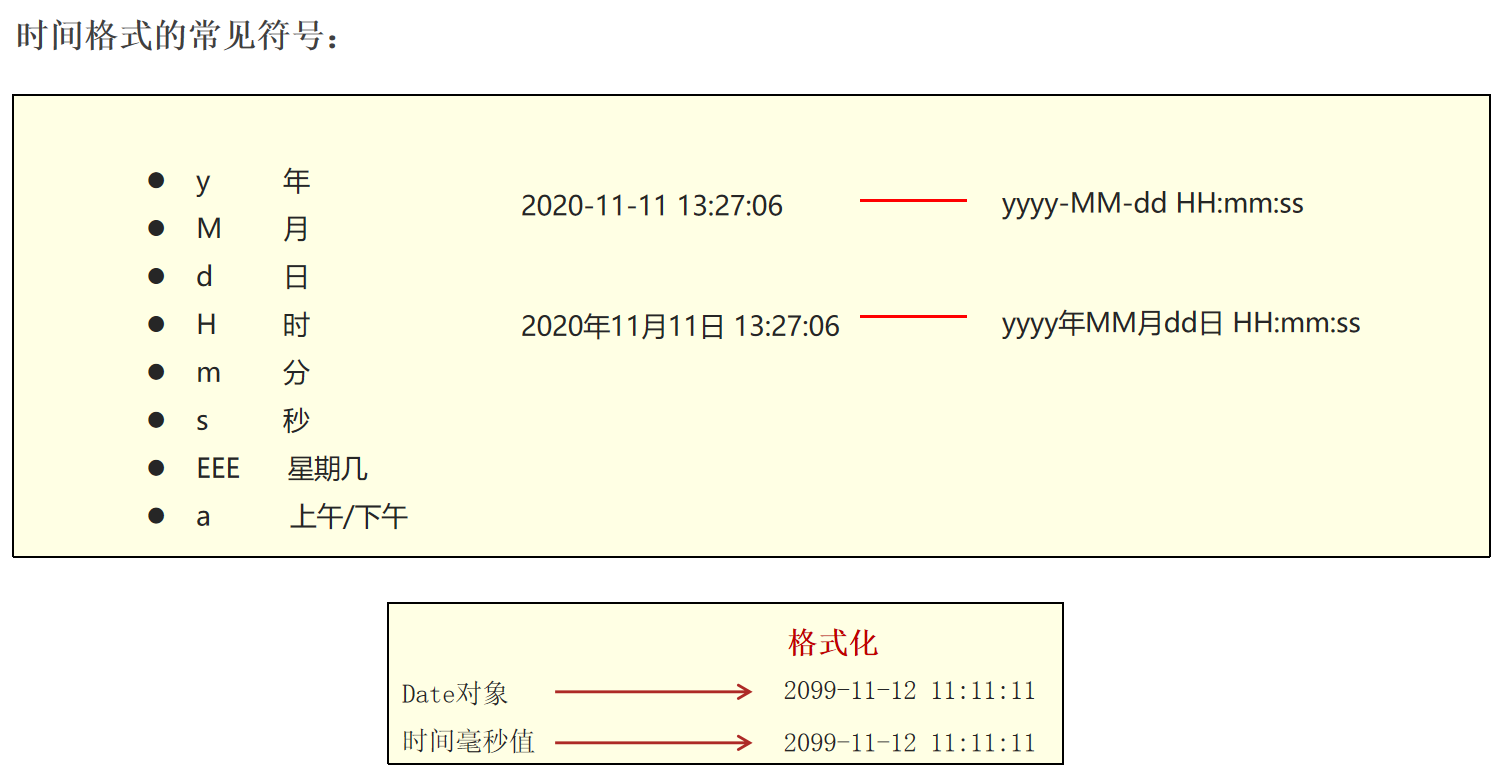 时间格式的常见符号：
● y 年
● M 月
● d 日
● H 时
● m 分
● s 秒
● EEE 星期几
● a 上午/下午
2020-11-11 13:27:06 yyyy-MM-dd HH:mm:ss
2020年11月11日 13:27:06 yyyy年MM月dd日 HH:mm:ss
格式化
Date对象 2099-11-12 11:11:11
时间毫秒值 2099-11-12 11:11:11